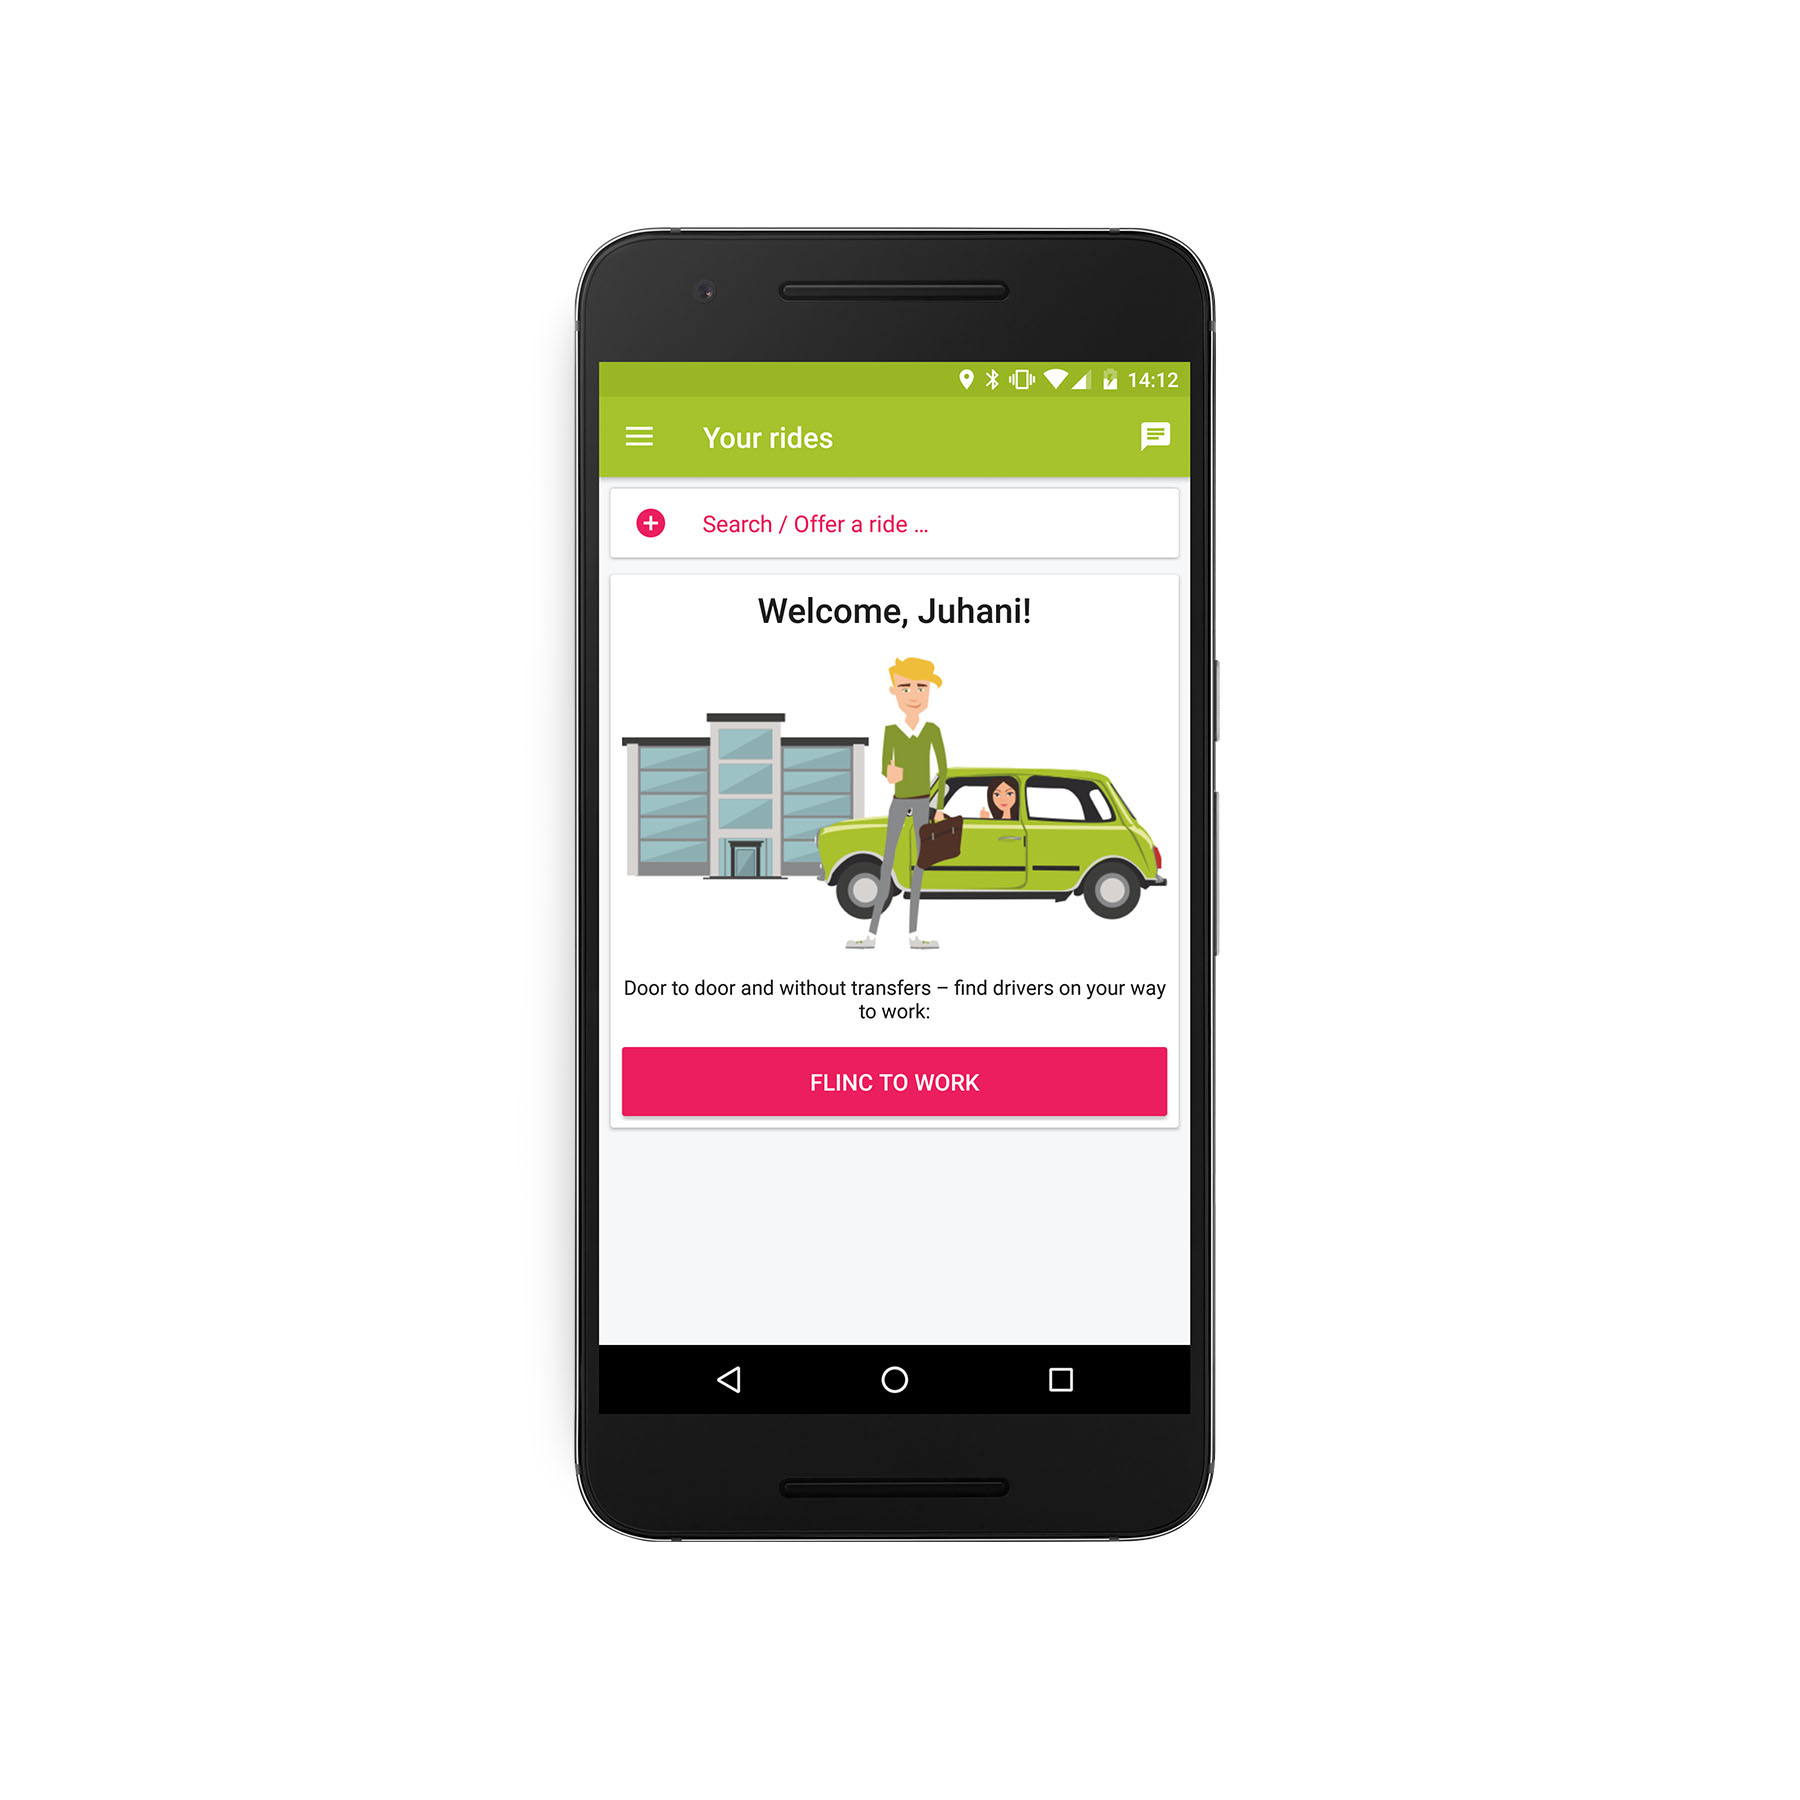 14:12
Your rides
Search / Offer a ride ...
Welcome, Juhani!
Door to door and without transfers – find drivers on your way
to work:
FLINC TO WORK